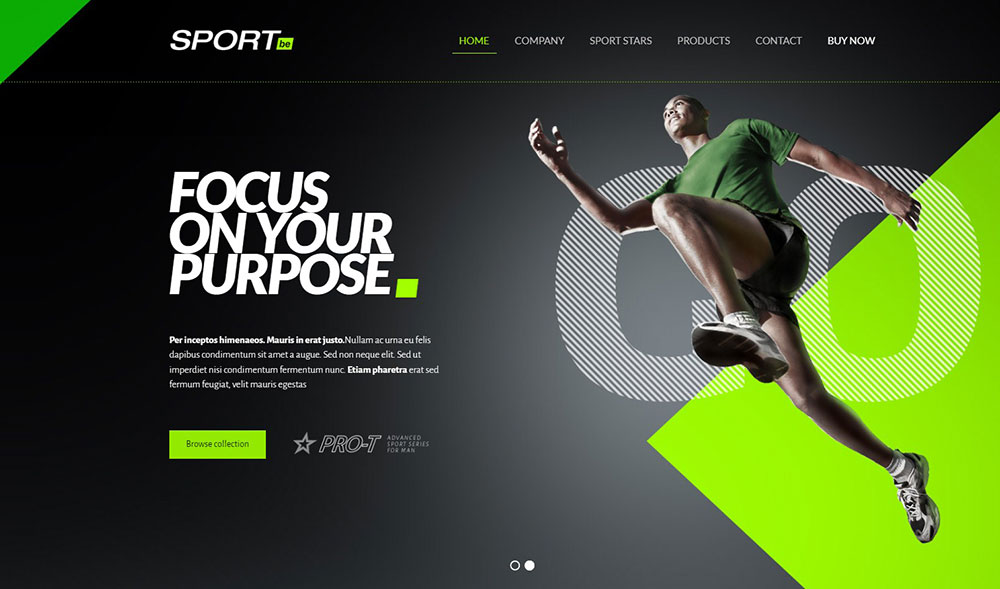 SPORT be
HOME COMPANY SPORT STARS PRODUCTS CONTACT BUY NOW
FOCUS
ON YOUR
PURPOSE.
GO
Per inceptos himenaeos. Mauris in erat justo.Nullam ac urna eu felis
dapibus condimentum sit amet a augue. Sed non neque elit. Sed ut
imperdiet nisi condimentum fermentum nunc. Etiam pharetra erat sed
fermum feugiat, velit mauris egestas
Browse collection
PRO-T
ADVANCED
SPORT SERIES
FOR MAN